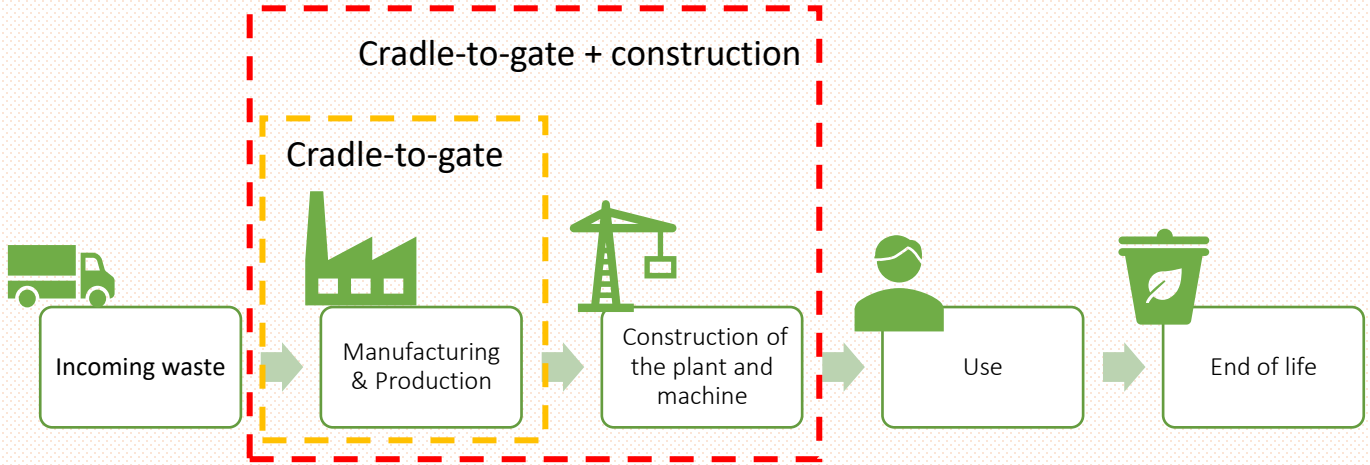 Cradle-to-gate + construction
Cradle-to-gate
Incoming waste
Manufacturing
& Production
Construction of
the plant and
machine
Use
End of life